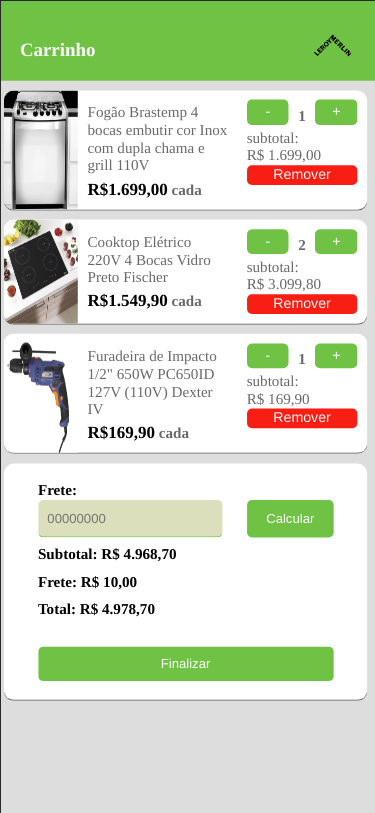 Carrinho
LEROY MERLIN
Fogão Brastemp 4
bocas embutir cor Inox
com dupla chama e
grill 110V
R$1.699,00 cada
- 1 +
subtotal:
R$ 1.699,00
Remover
Cooktop Elétrico
220V 4 Bocas Vidro
Preto Fischer
R$1.549,90 cada
- 2 +
subtotal:
R$ 3.099,80
Remover
Furadeira de Impacto
1/2" 650W PC650ID
127V (110V) Dexter
IV
R$169,90 cada
- 1 +
subtotal:
R$ 169,90
Remover
Frete:
00000000
Calcular
Subtotal: R$ 4.968,70
Frete: R$ 10,00
Total: R$ 4.978,70
Finalizar